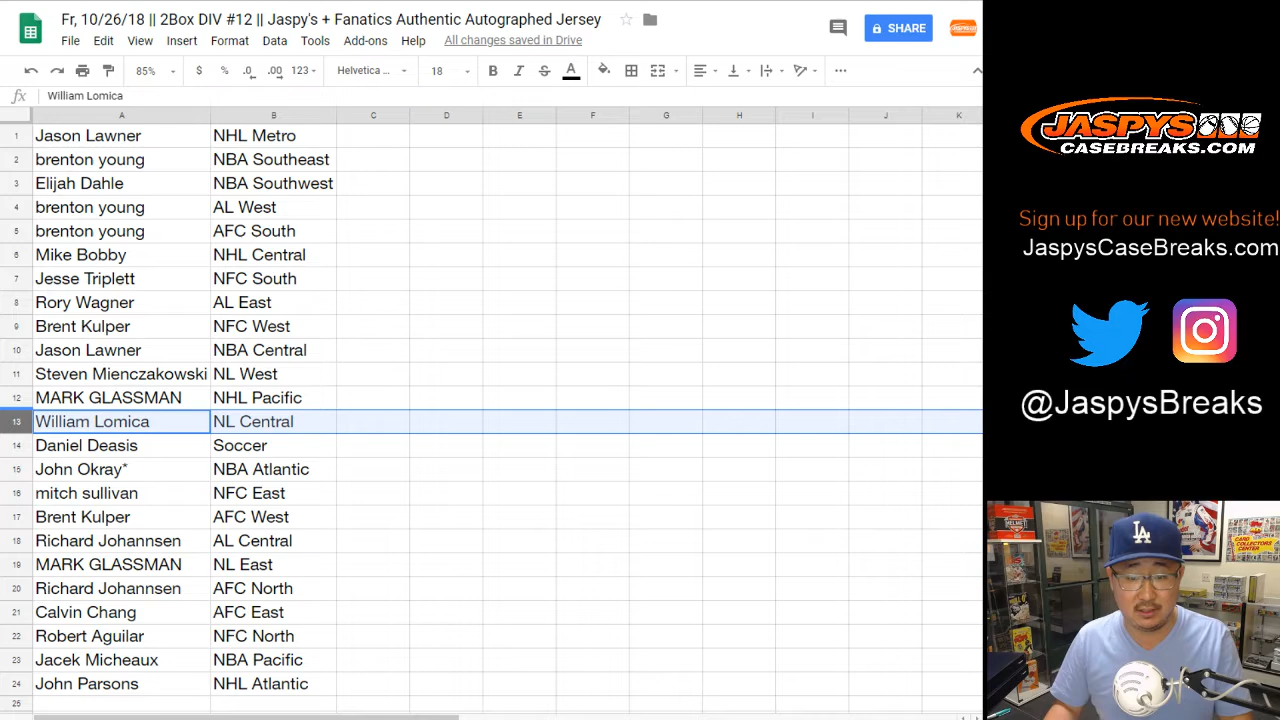 Fr, 10/26/18 || 2Box DIV #12 || Jaspy's + Fanatics Authentic Autographed Jersey
File Edit View Insert Format Data Tools Add-ons Help All changes saved in Drive
SHARE
85% $ % .0 .00 123 Helvetica ... 18 B I S A
fx William Lomica
A B C D E F G H I J K
1 Jason Lawner NHL Metro
2 brenton young NBA Southeast
3 Elijah Dahle NBA Southwest
4 brenton young AL West
5 brenton young AFC South
6 Mike Bobby NHL Central
7 Jesse Triplett NFC South
8 Rory Wagner AL East
9 Brent Kulper NFC West
10 Jason Lawner NBA Central
11 Steven Mienczakowski NL West
12 MARK GLASSMAN NHL Pacific
13 William Lomica NL Central
14 Daniel Deasis Soccer
15 John Okray* NBA Atlantic
16 mitch sullivan NFC East
17 Brent Kulper AFC West
18 Richard Johannsen AL Central
19 MARK GLASSMAN NL East
20 Richard Johannsen AFC North
21 Calvin Chang AFC East
22 Robert Aguilar NFC North
23 Jacek Micheaux NBA Pacific
24 John Parsons NHL Atlantic
25
JASPYS
CASEBREAKS.COM
Sign up for our new website!
JaspysCaseBreaks.com
@JaspysBreaks
LA
HELMET
CARD
COLLECTORS
CENTER